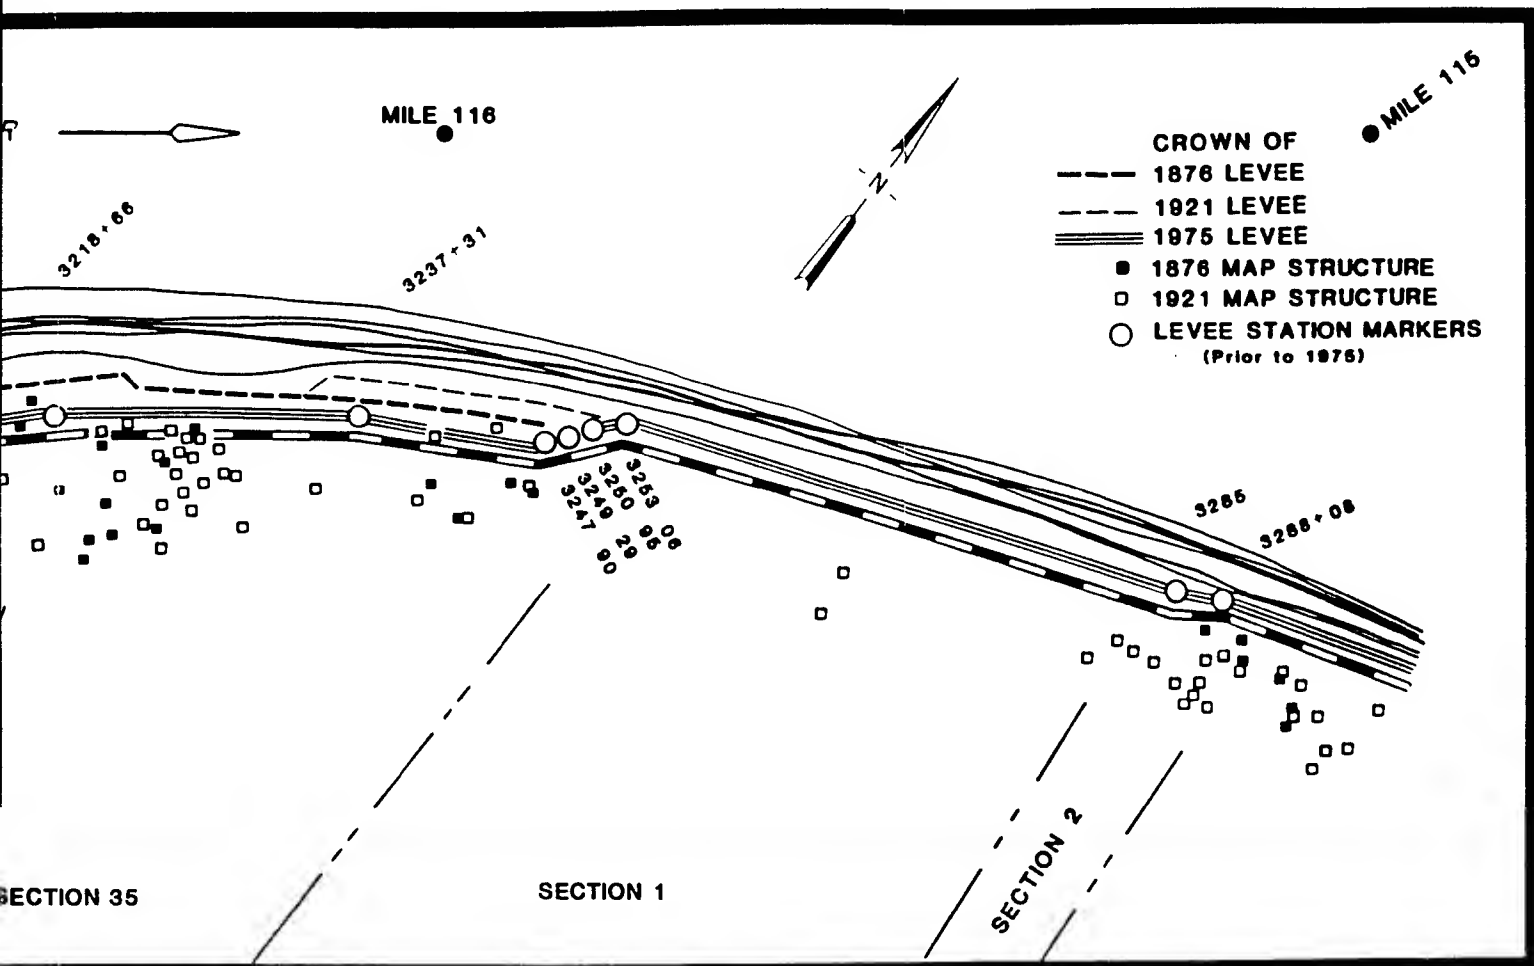 MILE 116
MILE 115
N
CROWN OF
1876 LEVEE
1921 LEVEE
1975 LEVEE
1876 MAP STRUCTURE
1921 MAP STRUCTURE
LEVEE STATION MARKERS
(Prior to 1975)
3218+66
3237+31
3253 06
3250 95
3249 29
3247 90
3285
3288+08
SECTION 35
SECTION 1
SECTION 2